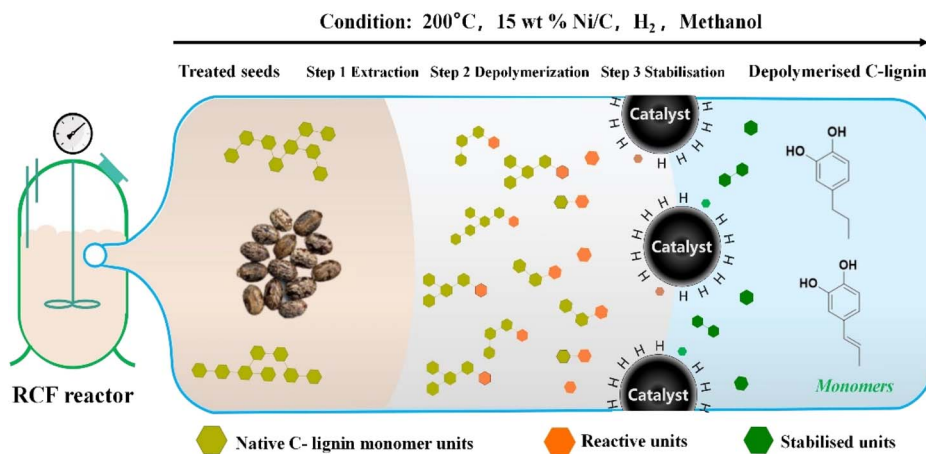 Condition: 200°C, 15 wt % Ni/C, H₂, Methanol
Treated seeds Step 1 Extraction Step 2 Depolymerization Step 3 Stabilisation Depolymerised C-lignin
Catalyst
H H H H H H H H H
OH
HO
Catalyst
H H H H H H H H H H H H H H H
OH
HO
Catalyst
H H H H H H H H H H
Monomers
RCF reactor
Native C- lignin monomer units Reactive units Stabilised units